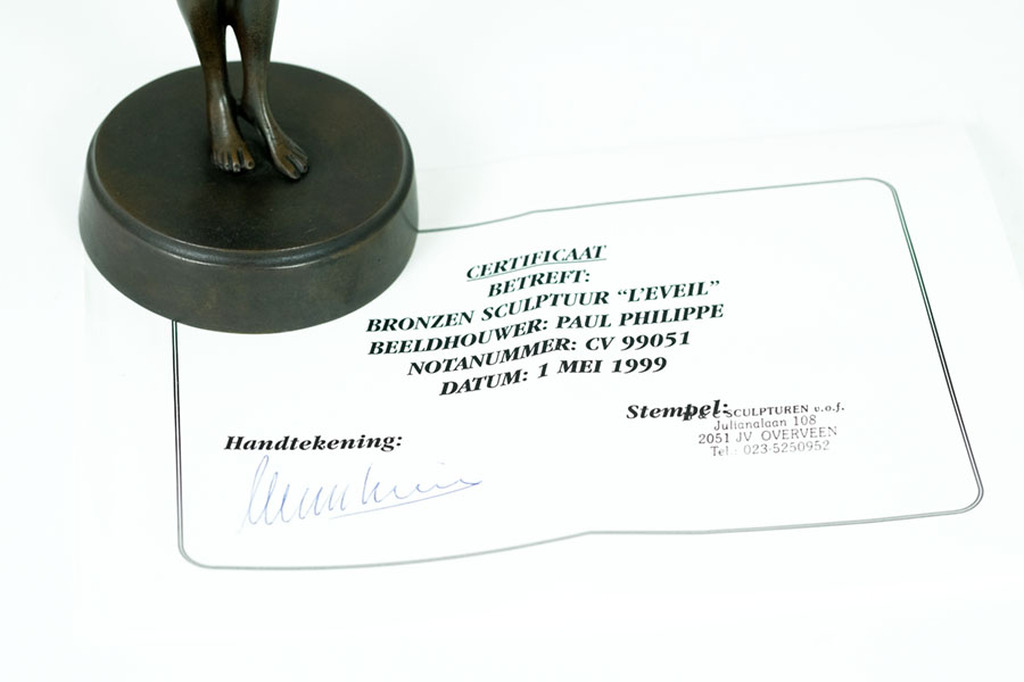 CERTIFICAAT
BETREFT:
BRONZEN SCULPTUUR “L'EVEIL”
BEELDHOUWER: PAUL PHILIPPE
NOTANUMMER: CV 99051
DATUM: 1 MEI 1999
Handtekening:
Stempel:
& C SCULPTUREN v.o.f.
Julianalaan 108
2051 JV OVERVEEN
Tel.: 023-5250952